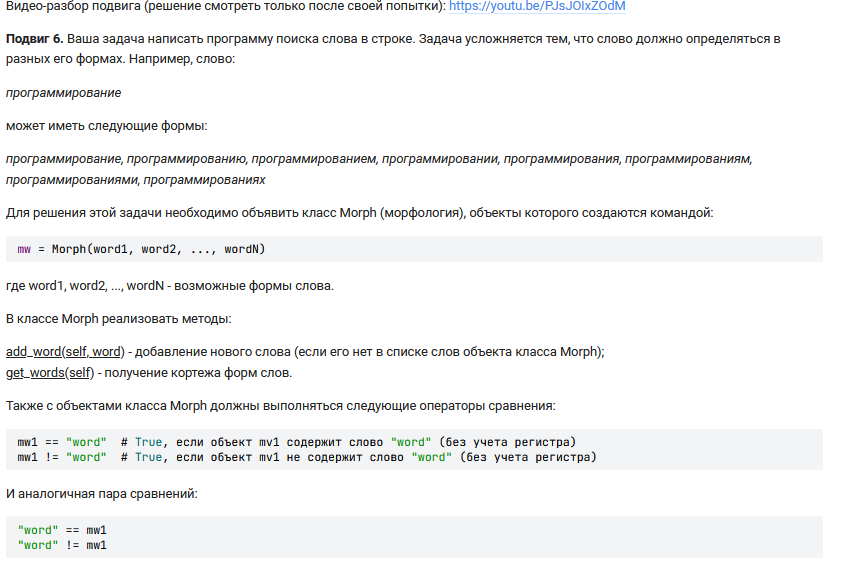 Видео-разбор подвига (решение смотреть только после своей попытки): https://youtu.be/PJsJOIxZOdM
Подвиг 6. Ваша задача написать программу поиска слова в строке. Задача усложняется тем, что слово должно определяться в
разных его формах. Например, слово:
программирование
может иметь следующие формы:
программирование, программированию, программированием, программировании, программирования, программированиям,
программированиями, программированиях
Для решения этой задачи необходимо объявить класс Morph (морфология), объекты которого создаются командой:
mw = Morph(word1, word2, ..., wordN)
где word1, word2, ..., wordN - возможные формы слова.
В классе Morph реализовать методы:
add_word(self, word) - добавление нового слова (если его нет в списке слов объекта класса Morph);
get_words(self) - получение кортежа форм слов.
Также с объектами класса Morph должны выполняться следующие операторы сравнения:
mw1 == "word"  # True, если объект mv1 содержит слово "word" (без учета регистра)
mw1 != "word"  # True, если объект mv1 не содержит слово "word" (без учета регистра)
И аналогичная пара сравнений:
"word" == mw1
"word" != mw1